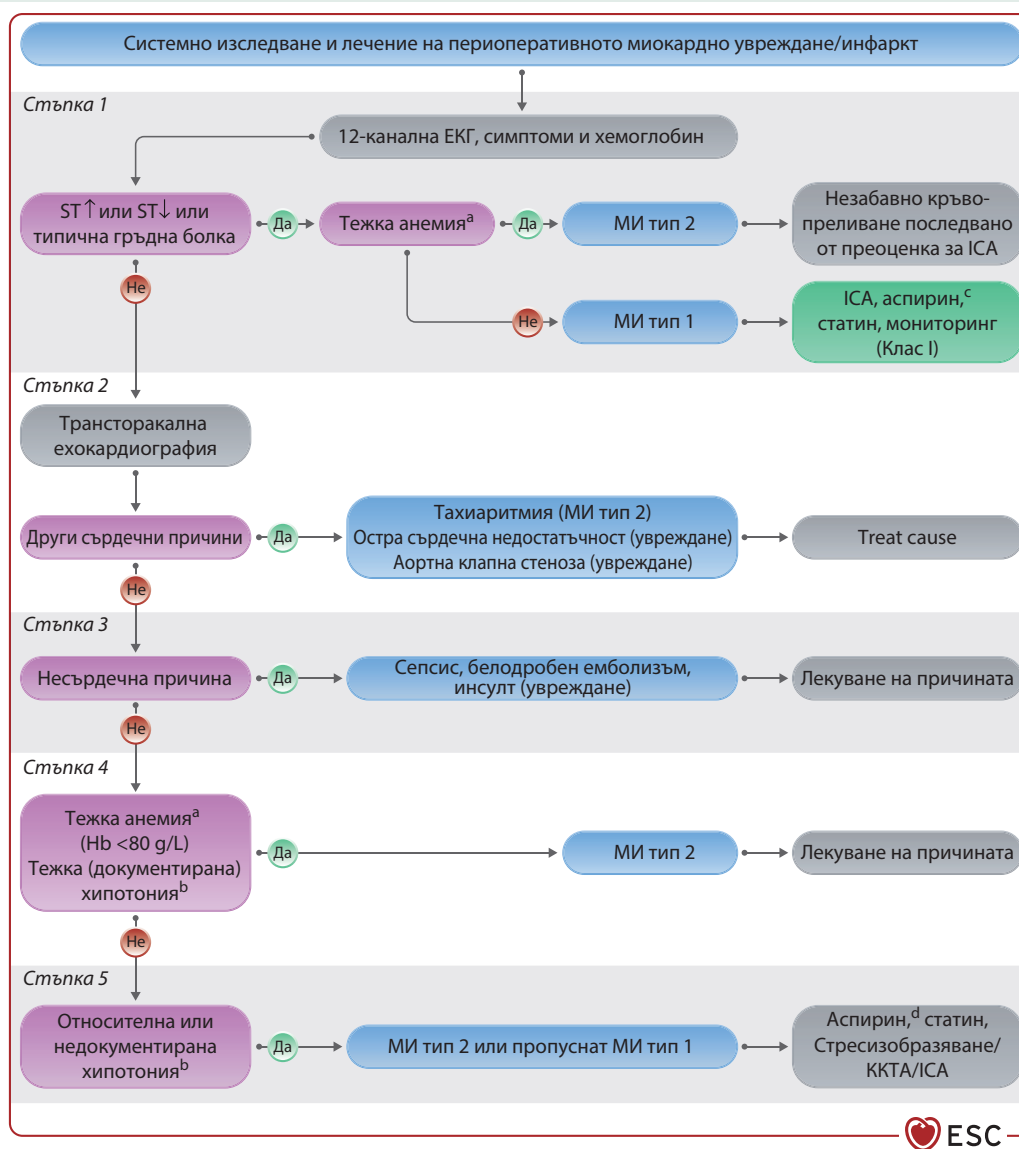 Системно изследване и лечение на периоперативното миокардно увреждане/инфаркт
Стъпка 1
12-канална ЕКГ, симптоми и хемоглобин
ST↑ или ST↓ или
типична гръдна болка
Да
Тежка анемияᵃ
Да
МИ тип 2
Незабавно кръво-
преливане последвано
от преоценка за ICA
Не
Не
МИ тип 1
ICA, аспирин,ᶜ
статин, мониторинг
(Клас I)
Стъпка 2
Трансторакална
ехокардиография
Други сърдечни причини
Да
Тахиаритмия (МИ тип 2)
Остра сърдечна недостатъчност (увреждане)
Аортна клапна стеноза (увреждане)
Treat cause
Не
Стъпка 3
Несърдечна причина
Да
Сепсис, белодробен емболизъм,
инсулт (увреждане)
Лекуване на причината
Не
Стъпка 4
Тежка анемияᵃ
(Hb <80 g/L)
Тежка (документирана)
хипотонияᵇ
Да
МИ тип 2
Лекуване на причината
Не
Стъпка 5
Относителна или
недокументирана
хипотонияᵇ
Да
МИ тип 2 или пропуснат МИ тип 1
Аспирин,ᵈ статин,
Стресизобразяване/
ККТА/ICA
ESC